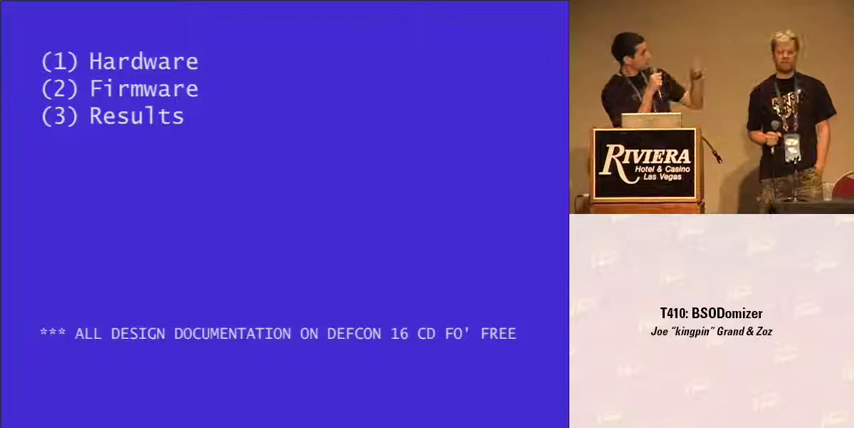 (1) Hardware
(2) Firmware
(3) Results
*** ALL DESIGN DOCUMENTATION ON DEFCON 16 CD FO' FREE
RIVIERA
Hotel & Casino
Las Vegas
T410: BSODomizer
Joe "kingpin" Grand & Zoz